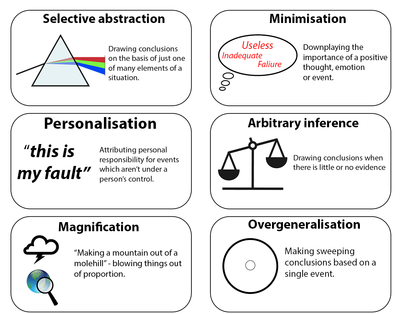 Selective abstraction
Drawing conclusions
on the basis of just one
of many elements of a
situation.
Minimisation
Useless
Inadequate
Failure
Downplaying the
importance of a positive
thought, emotion
or event.
Personalisation
“this is
my fault”
Attributing personal
responsibility for events
which aren't under a
person's control.
Arbitrary inference
Drawing conclusions when
there is little or no evidence
Magnification
“Making a mountain out of a
molehill” - blowing things out
of proportion.
Overgeneralisation
Making sweeping
conclusions based on a
single event.